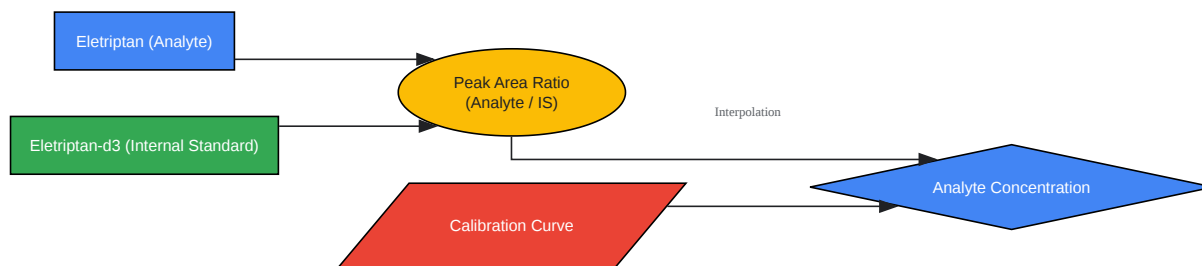 Eletriptan (Analyte)
Peak Area Ratio
(Analyte / IS)
Interpolation
Eletriptan-d3 (Internal Standard)
Analyte Concentration
Calibration Curve